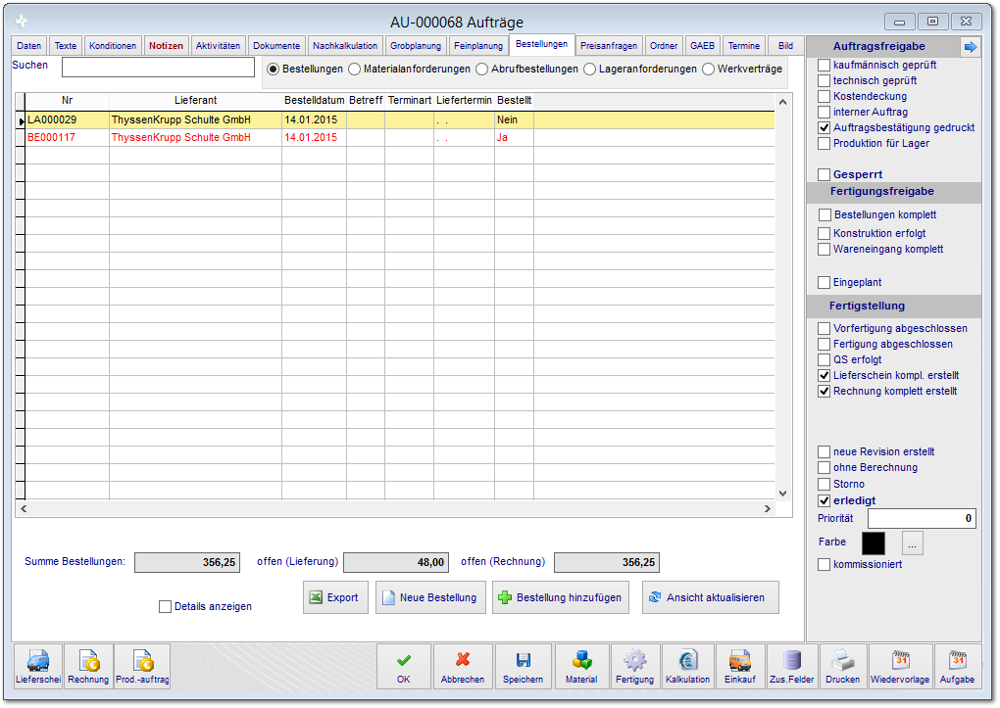 AU-000068 Aufträge
Daten Texte Konditionen Notizen Aktivitäten Dokumente Nachkalkulation Grobplanung Feinplanung Bestellungen Preisanfragen Ordner GAEB Termine Bild
Suchen Bestellungen Materialanforderungen Abrufbestellungen Lageranforderungen Werkverträge
Nr Lieferant Bestelldatum Betreff Terminart Liefertermin Bestellt
LA000029 ThyssenKrupp Schulte GmbH 14.01.2015 . . Nein
BE000117 ThyssenKrupp Schulte GmbH 14.01.2015 . . Ja
Summe Bestellungen: 356,25 offen (Lieferung) 48,00 offen (Rechnung) 356,25
Details anzeigen
Export
Neue Bestellung
Bestellung hinzufügen
Ansicht aktualisieren
Auftragsfreigabe
kaufmännisch geprüft
technisch geprüft
Kostendeckung
interner Auftrag
Auftragsbestätigung gedruckt
Produktion für Lager
Gesperrt
Fertigungsfreigabe
Bestellungen komplett
Konstruktion erfolgt
Wareneingang komplett
Eingeplant
Fertigstellung
Vorfertigung abgeschlossen
Fertigung abgeschlossen
QS erfolgt
Lieferschein kompl. erstellt
Rechnung komplett erstellt
neue Revision erstellt
ohne Berechnung
Storno
erledigt
Priorität 0
Farbe ...
kommissioniert
Lieferschei Rechnung Prod.-auftrag OK Abbrechen Speichern Material Fertigung Kalkulation Einkauf Zus.Felder Drucken 31 Wiedervorlage 31 Aufgabe